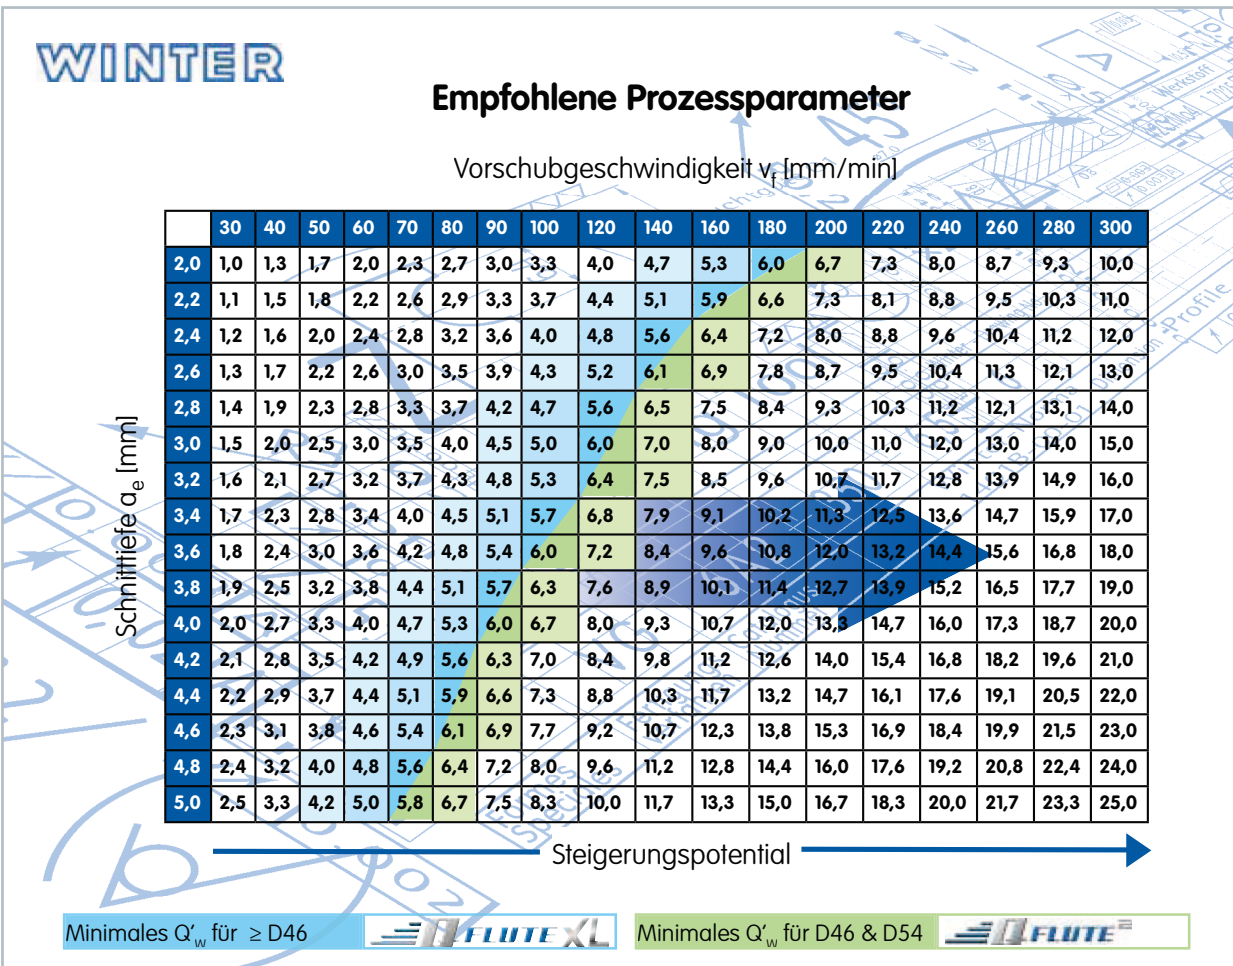 WINTER
Empfohlene Prozessparameter
Vorschubgeschwindigkeit vf [mm/min]
30 40 50 60 70 80 90 100 120 140 160 180 200 220 240 260 280 300
2,0 1,0 1,3 1,7 2,0 2,3 2,7 3,0 3,3 4,0 4,7 5,3 6,0 6,7 7,3 8,0 8,7 9,3 10,0
2,2 1,1 1,5 1,8 2,2 2,6 2,9 3,3 3,7 4,4 5,1 5,9 6,6 7,3 8,1 8,8 9,5 10,3 11,0
2,4 1,2 1,6 2,0 2,4 2,8 3,2 3,6 4,0 4,8 5,6 6,4 7,2 8,0 8,8 9,6 10,4 11,2 12,0
2,6 1,3 1,7 2,2 2,6 3,0 3,5 3,9 4,3 5,2 6,1 6,9 7,8 8,7 9,5 10,4 11,3 12,1 13,0
2,8 1,4 1,9 2,3 2,8 3,3 3,7 4,2 4,7 5,6 6,5 7,5 8,4 9,3 10,3 11,2 12,1 13,1 14,0
3,0 1,5 2,0 2,5 3,0 3,5 4,0 4,5 5,0 6,0 7,0 8,0 9,0 10,0 11,0 12,0 13,0 14,0 15,0
3,2 1,6 2,1 2,7 3,2 3,7 4,3 4,8 5,3 6,4 7,5 8,5 9,6 10,7 11,7 12,8 13,9 14,9 16,0
3,4 1,7 2,3 2,8 3,4 4,0 4,5 5,1 5,7 6,8 7,9 9,1 10,2 11,3 12,5 13,6 14,7 15,9 17,0
3,6 1,8 2,4 3,0 3,6 4,2 4,8 5,4 6,0 7,2 8,4 9,6 10,8 12,0 13,2 14,4 15,6 16,8 18,0
3,8 1,9 2,5 3,2 3,8 4,4 5,1 5,7 6,3 7,6 8,9 10,1 11,4 12,7 13,9 15,2 16,5 17,7 19,0
4,0 2,0 2,7 3,3 4,0 4,7 5,3 6,0 6,7 8,0 9,3 10,7 12,0 13,3 14,7 16,0 17,3 18,7 20,0
4,2 2,1 2,8 3,5 4,2 4,9 5,6 6,3 7,0 8,4 9,8 11,2 12,6 14,0 15,4 16,8 18,2 19,6 21,0
4,4 2,2 2,9 3,7 4,4 5,1 5,9 6,6 7,3 8,8 10,3 11,7 13,2 14,7 16,1 17,6 19,1 20,5 22,0
4,6 2,3 3,1 3,8 4,6 5,4 6,1 6,9 7,7 9,2 10,7 12,3 13,8 15,3 16,9 18,4 19,9 21,5 23,0
4,8 2,4 3,2 4,0 4,8 5,6 6,4 7,2 8,0 9,6 11,2 12,8 14,4 16,0 17,6 19,2 20,8 22,4 24,0
5,0 2,5 3,3 4,2 5,0 5,8 6,7 7,5 8,3 10,0 11,7 13,3 15,0 16,7 18,3 20,0 21,7 23,3 25,0
Schnitttiefe ae [mm]
Steigerungspotential
Minimales Q'w für ≥ D46
QFLUTE XL
Minimales Q'w für D46 & D54
QFLUTE²